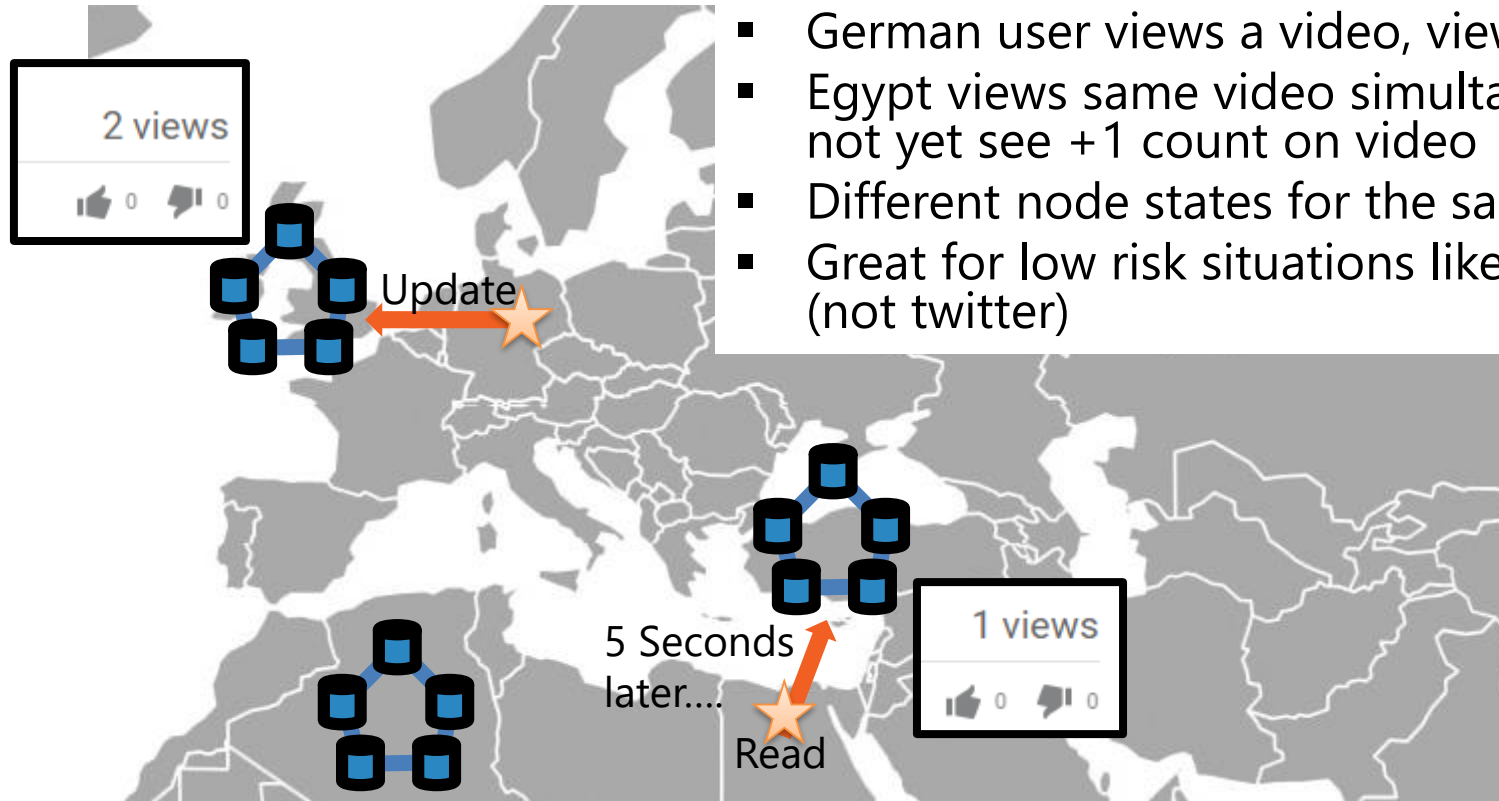 ▪ German user views a video, view
▪ Egypt views same video simulta
not yet see +1 count on video
▪ Different node states for the sa
▪ Great for low risk situations like
(not twitter)
2 views
0 0
Update
5 Seconds
later....
Read
1 views
0 0